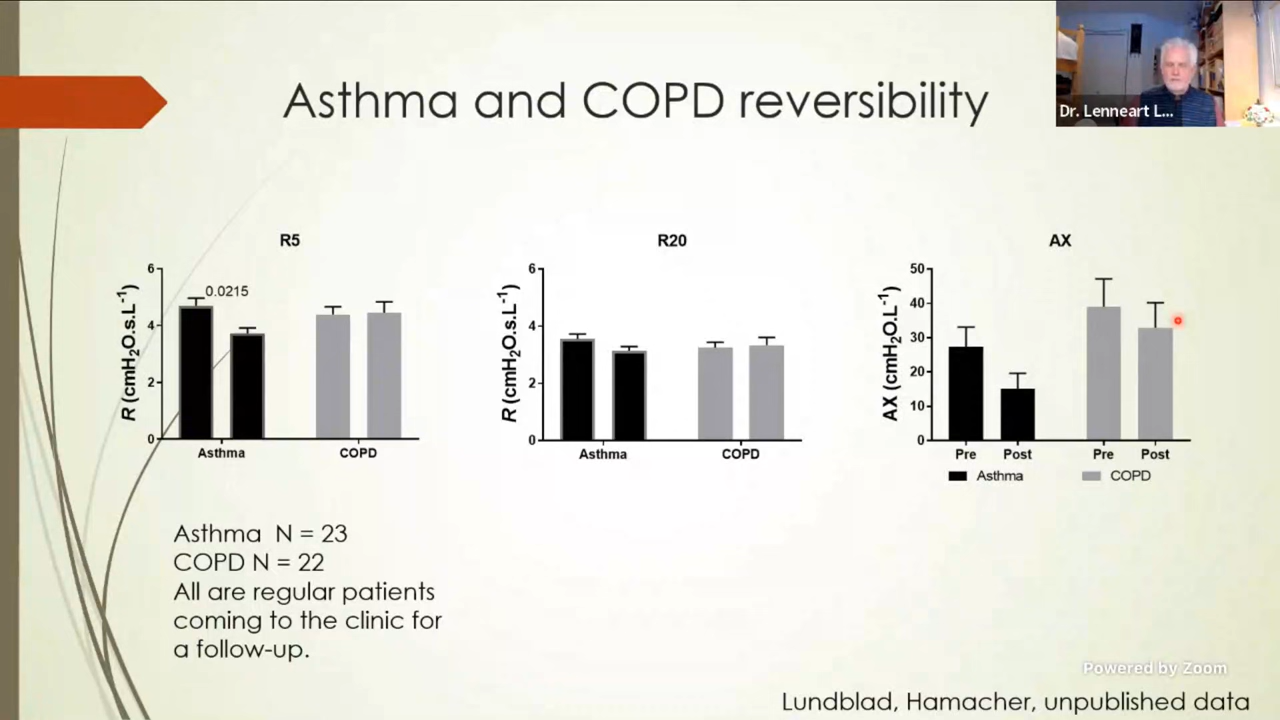 Dr. Lenneart L...
Asthma and COPD reversibility
R5
R (cmH₂O.s.L⁻¹)
6
4
2
0
0.0215
Asthma
COPD
R20
R (cmH₂O.s.L⁻¹)
6
4
2
0
Asthma
COPD
AX
AX (cmH₂O.L⁻¹)
50
40
30
20
10
0
Pre
Post
Pre
Post
Asthma
COPD
Asthma N = 23
COPD N = 22
All are regular patients
coming to the clinic for
a follow-up.
Powered by Zoom
Lundblad, Hamacher, unpublished data